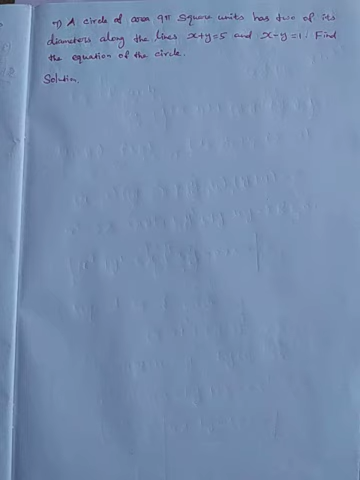 7) A circle of area 9π square units has two of its
diameters along the lines x+y=5 and x-y=1. Find
the equation of the circle.
Solution.